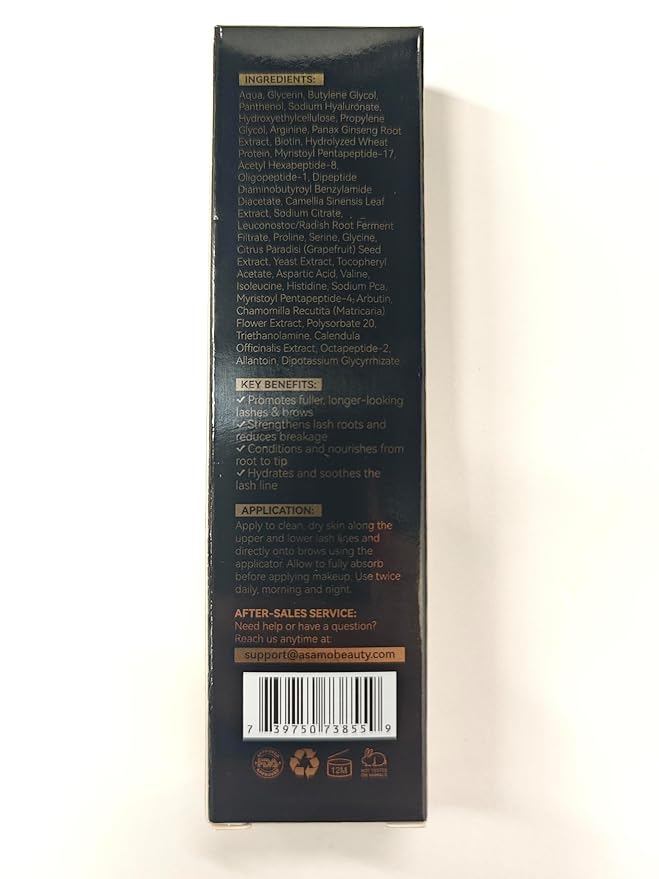 INGREDIENTS:
Aqua, Glycerin, Butylene Glycol,
Panthenol, Sodium Hyaluronate,
Hydroxyethylcellulose, Propylene
Glycol, Arginine, Panax Ginseng Root
Extract, Biotin, Hydrolyzed Wheat
Protein, Myristoyl Pentapeptide-17,
Acetyl Hexapeptide-8,
Oligopeptide-1, Dipeptide
Diaminobutyroyl Benzylamide
Diacetate, Camellia Sinensis Leaf
Extract, Sodium Citrate,
Leuconostoc/Radish Root Ferment
Filtrate, Proline, Serine, Glycine,
Citrus Paradisi (Grapefruit) Seed
Extract, Yeast Extract, Tocopheryl
Acetate, Aspartic Acid, Valine,
Isoleucine, Histidine, Sodium Pca,
Myristoyl Pentapeptide-4, Arbutin,
Chamomilla Recutita (Matricaria)
Flower Extract, Polysorbate 20,
Triethanolamine, Calendula
Officinalis Extract, Octapeptide-2,
Allantoin, Dipotassium Glycyrrhizate
KEY BENEFITS:
✓ Promotes fuller, longer-looking
lashes & brows
✓ Strengthens lash roots and
reduces breakage
✓ Conditions and nourishes from
root to tip
✓ Hydrates and soothes the
lash line
APPLICATION:
Apply to clean, dry skin along the
upper and lower lash lines and
directly onto brows using the
applicator. Allow to fully absorb
before applying makeup. Use twice
daily, morning and night.
AFTER-SALES SERVICE:
Need help or have a question?
Reach us anytime at:
support@asamobeauty.com
7 39750 73855 9
FDA
12M
NOT TESTED
ON ANIMALS